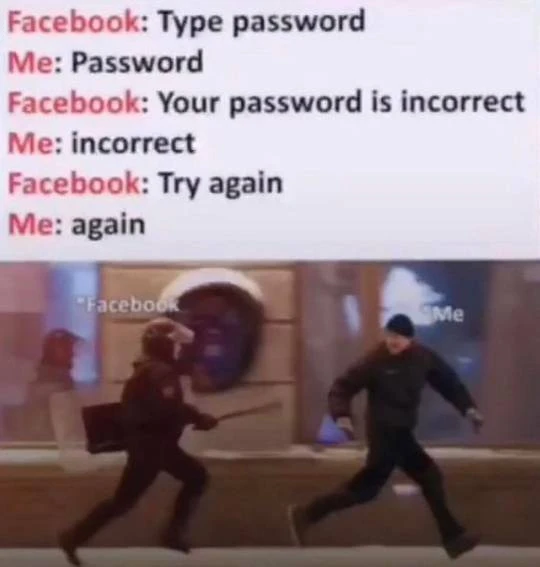 Facebook: Type password
Me: Password
Facebook: Your password is incorrect
Me: incorrect
Facebook: Try again
Me: again
*Facebook
*Me